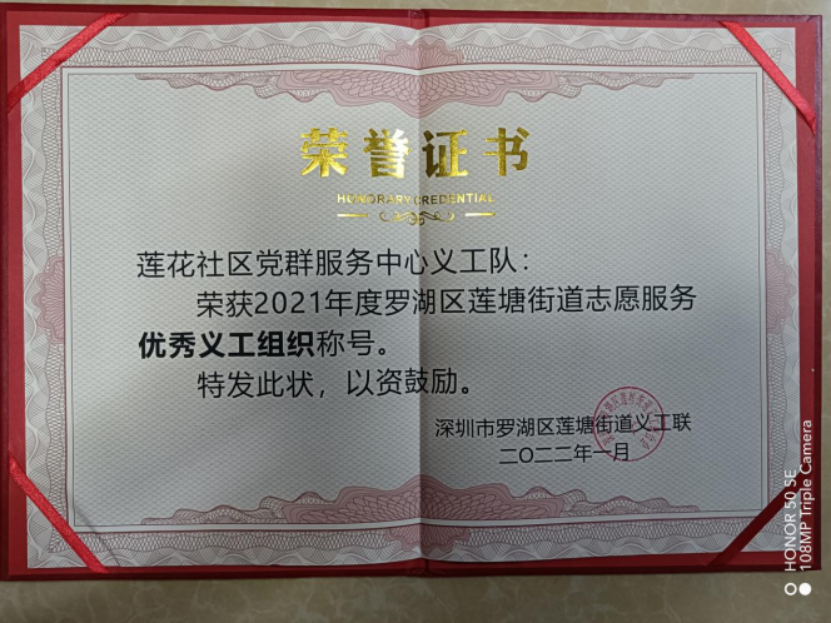 荣誉证书
HONORARY CREDENTIAL
莲花社区党群服务中心义工队：
荣获2021年度罗湖区莲塘街道志愿服务
优秀义工组织称号。
特发此状，以资鼓励。
深圳市罗湖区莲塘街道义工联
二〇二二年一月
HONOR 50 SE
108MP Triple Camera